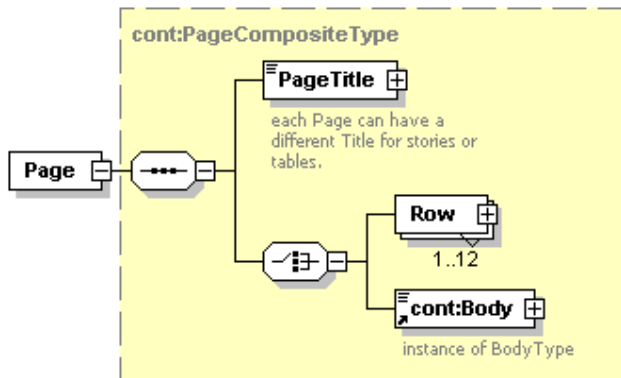 cont:PageCompositeType
PageTitle
each Page can have a
different Title for stories or
tables.
Page
Row
1..12
cont:Body
instance of BodyType